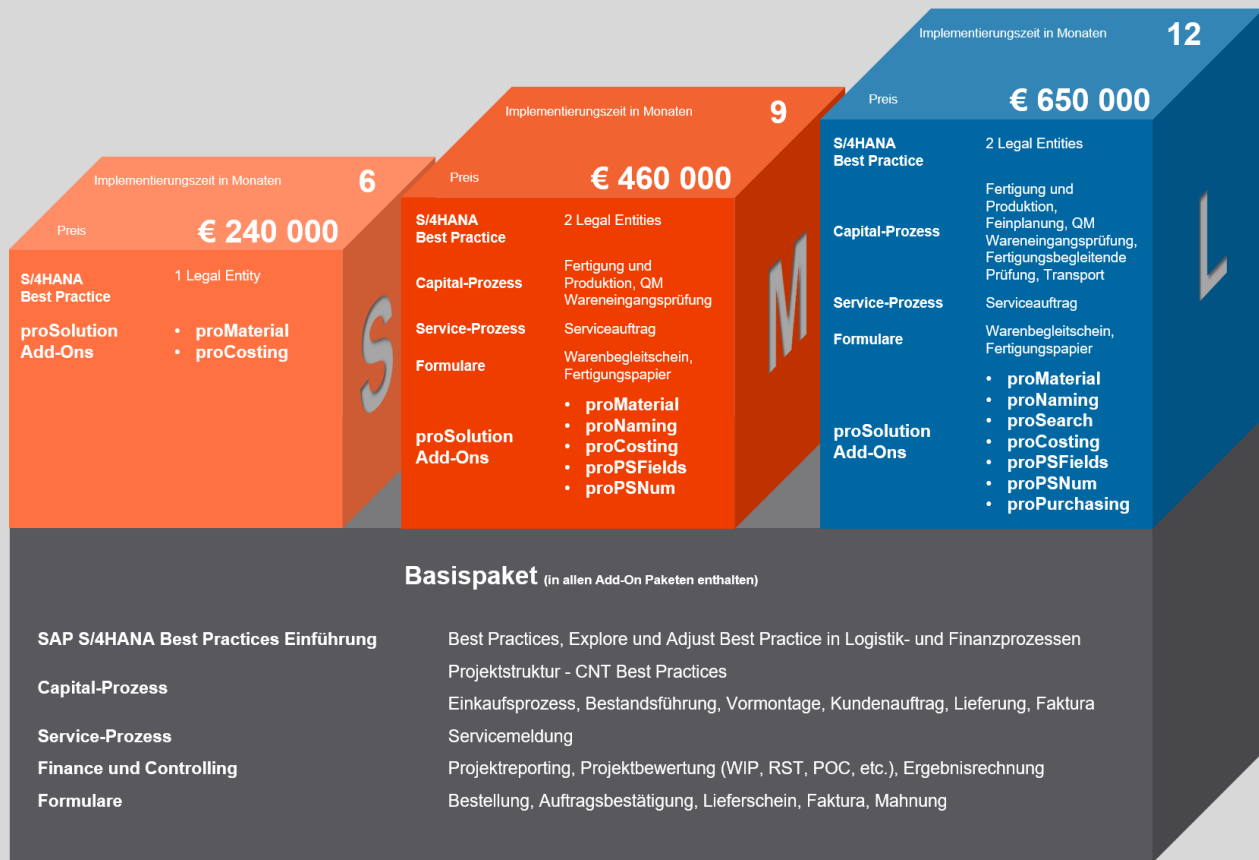 Implementierungszeit in Monaten 6
Preis € 240 000
S/4HANA
Best Practice
1 Legal Entity
proSolution
Add-Ons
• proMaterial
• proCosting
S
Implementierungszeit in Monaten 9
Preis € 460 000
S/4HANA
Best Practice
2 Legal Entities
Capital-Prozess
Fertigung und
Produktion, QM
Wareneingangsprüfung
Service-Prozess
Serviceauftrag
Formulare
Warenbegleitschein,
Fertigungspapier
proSolution
Add-Ons
• proMaterial
• proNaming
• proCosting
• proPSFields
• proPSNum
M
Implementierungszeit in Monaten 12
Preis € 650 000
S/4HANA
Best Practice
2 Legal Entities
Capital-Prozess
Fertigung und
Produktion,
Feinplanung, QM
Wareneingangsprüfung,
Fertigungsbegleitende
Prüfung, Transport
Service-Prozess
Serviceauftrag
Formulare
Warenbegleitschein,
Fertigungspapier
proSolution
Add-Ons
• proMaterial
• proNaming
• proSearch
• proCosting
• proPSFields
• proPSNum
• proPurchasing
L
Basispaket (in allen Add-On Paketen enthalten)
SAP S/4HANA Best Practices Einführung
Best Practices, Explore und Adjust Best Practice in Logistik- und Finanzprozessen
Capital-Prozess
Projektstruktur - CNT Best Practices
Einkaufsprozess, Bestandsführung, Vormontage, Kundenauftrag, Lieferung, Faktura
Service-Prozess
Servicemeldung
Finance und Controlling
Projektreporting, Projektbewertung (WIP, RST, POC, etc.), Ergebnisrechnung
Formulare
Bestellung, Auftragsbestätigung, Lieferschein, Faktura, Mahnung